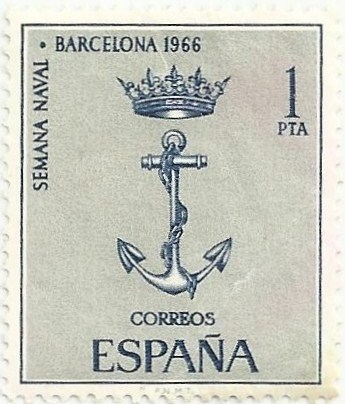 SEMANA NAVAL • BARCELONA 1966
1
PTA
CORREOS
ESPAÑA
F.N.M.T.